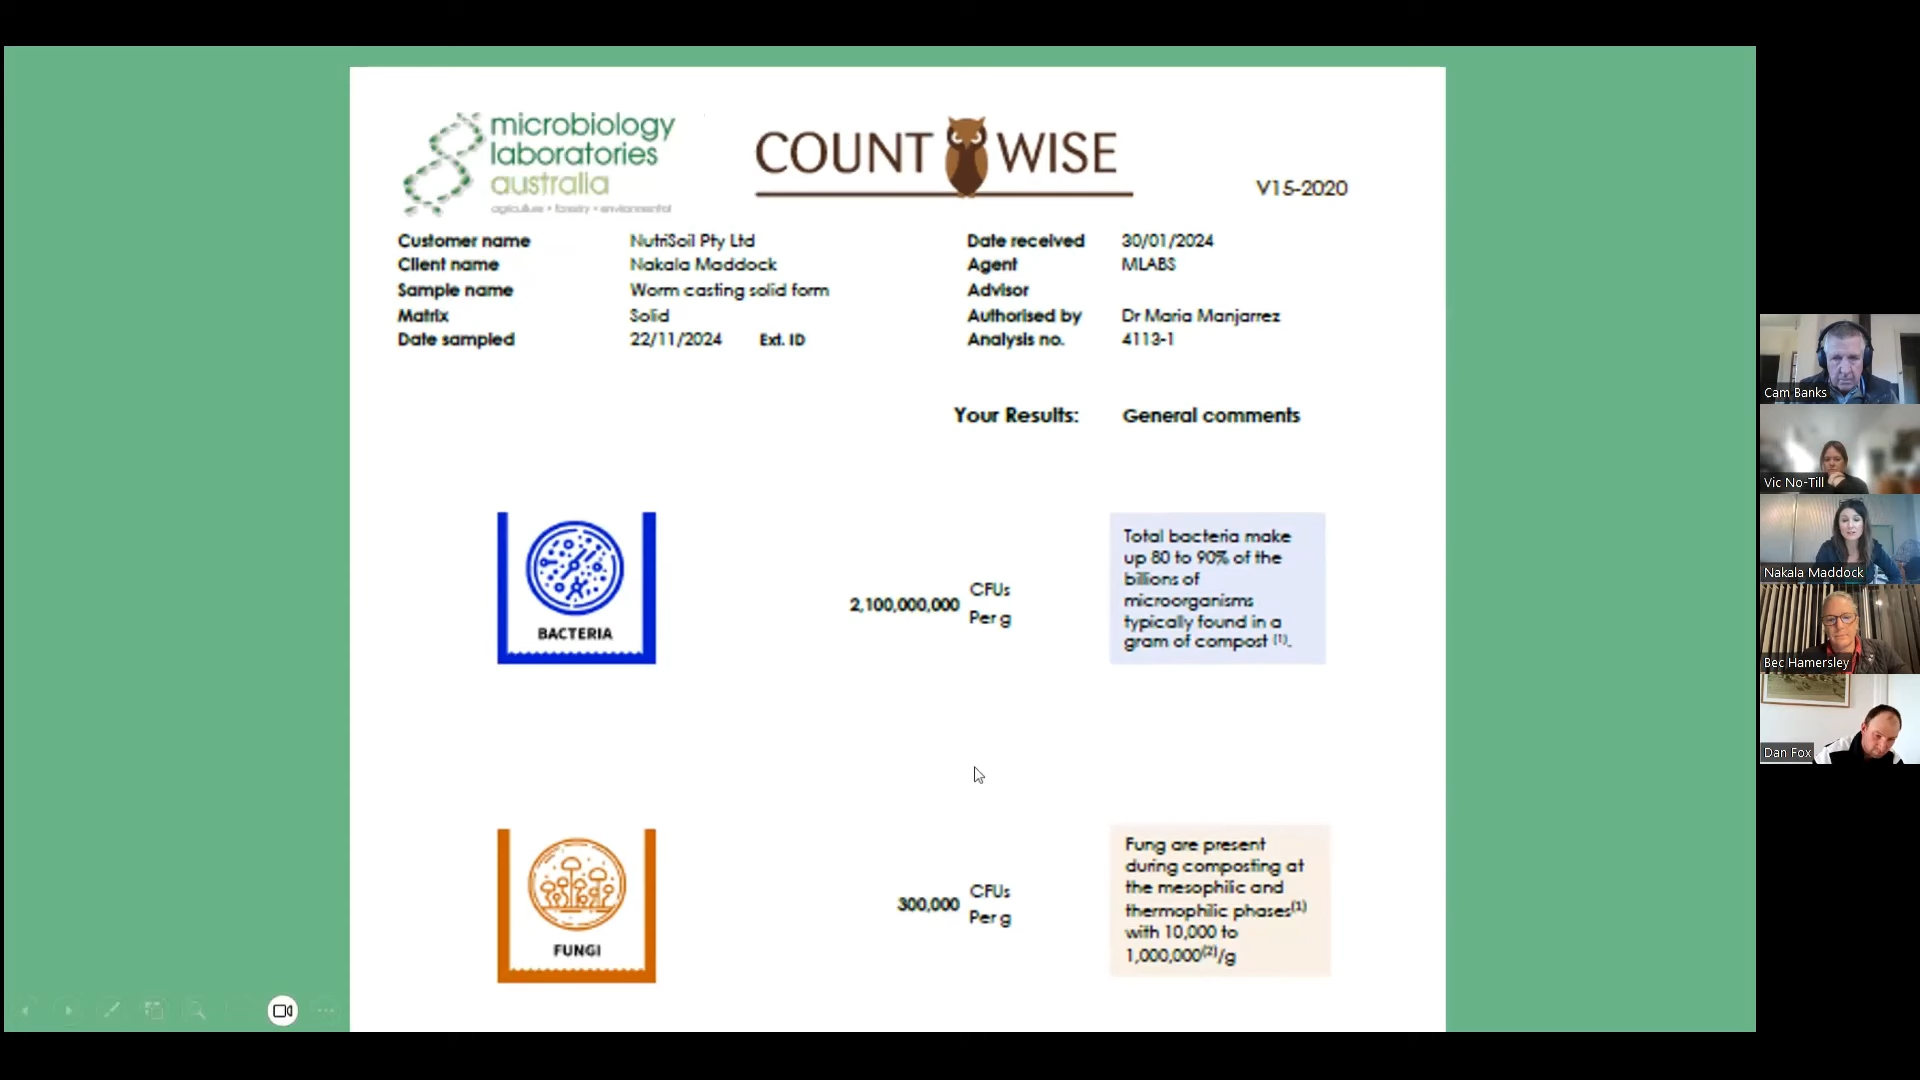 microbiology
laboratories
australia
agriculture • forestry • environmental
COUNT WISE
V15-2020
Customer name NutriSoil Pty Ltd Date received 30/01/2024
Client name Nakala Maddock Agent MLABS
Sample name Worm casting solid form Advisor
Matrix Solid Authorised by Dr Maria Manjarrez
Date sampled 22/11/2024 Ext. ID Analysis no. 4113-1
Your Results: General comments
BACTERIA
2,100,000,000 CFUs
Per g
Total bacteria make
up 80 to 90% of the
billions of
microorganisms
typically found in a
gram of compost (1).
FUNGI
300,000 CFUs
Per g
Fung are present
during composting at
the mesophilic and
thermophilic phases(1)
with 10,000 to
1,000,000(2)/g
Cam Banks
Vic No-Till
Nakala Maddock
Bec Hamersley
Dan Fox